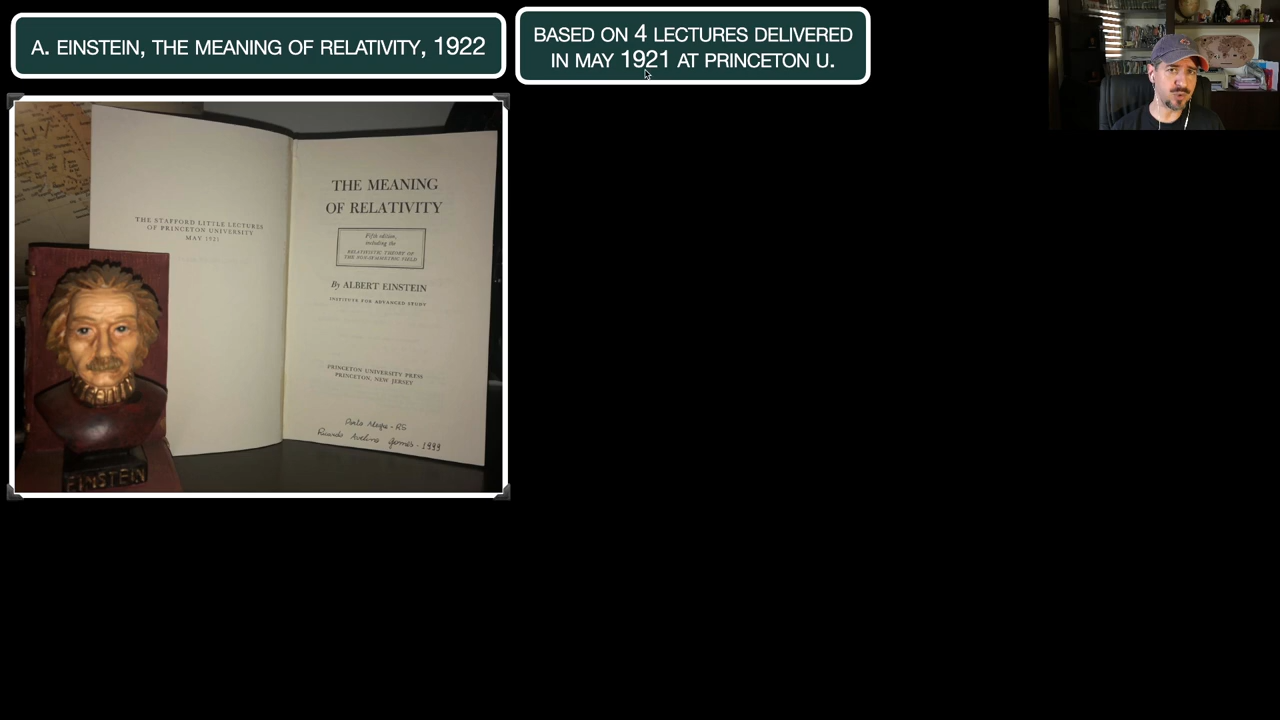 A. EINSTEIN, THE MEANING OF RELATIVITY, 1922
BASED ON 4 LECTURES DELIVERED
IN MAY 1921 AT PRINCETON U.
THE STAFFORD LITTLE LECTURES
OF PRINCETON UNIVERSITY
MAY 1921
THE MEANING
OF RELATIVITY
Fifth edition,
including the
RELATIVISTIC THEORY OF
THE NON-SYMMETRIC FIELD
By ALBERT EINSTEIN
INSTITUTE FOR ADVANCED STUDY
PRINCETON UNIVERSITY PRESS
PRINCETON, NEW JERSEY
Porto Alegre - RS
Ricardo Avelino Gomes - 1999
EINSTEIN